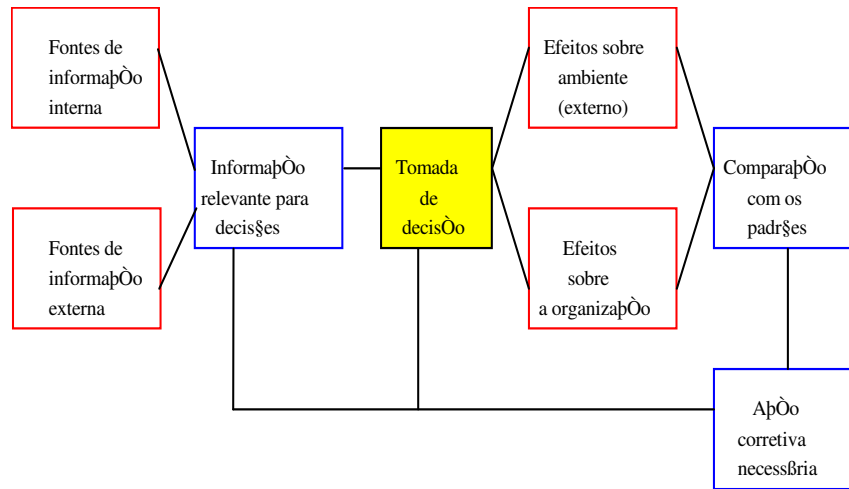 Fontes de
informaþÒo
interna
Fontes de
informaþÒo
externa
InformaþÒo
relevante para
decis§es
Tomada
de
decisÒo
Efeitos sobre
ambiente
(externo)
Efeitos
sobre
a organizaþÒo
ComparaþÒo
com os
padr§es
AþÒo
corretiva
necessßria